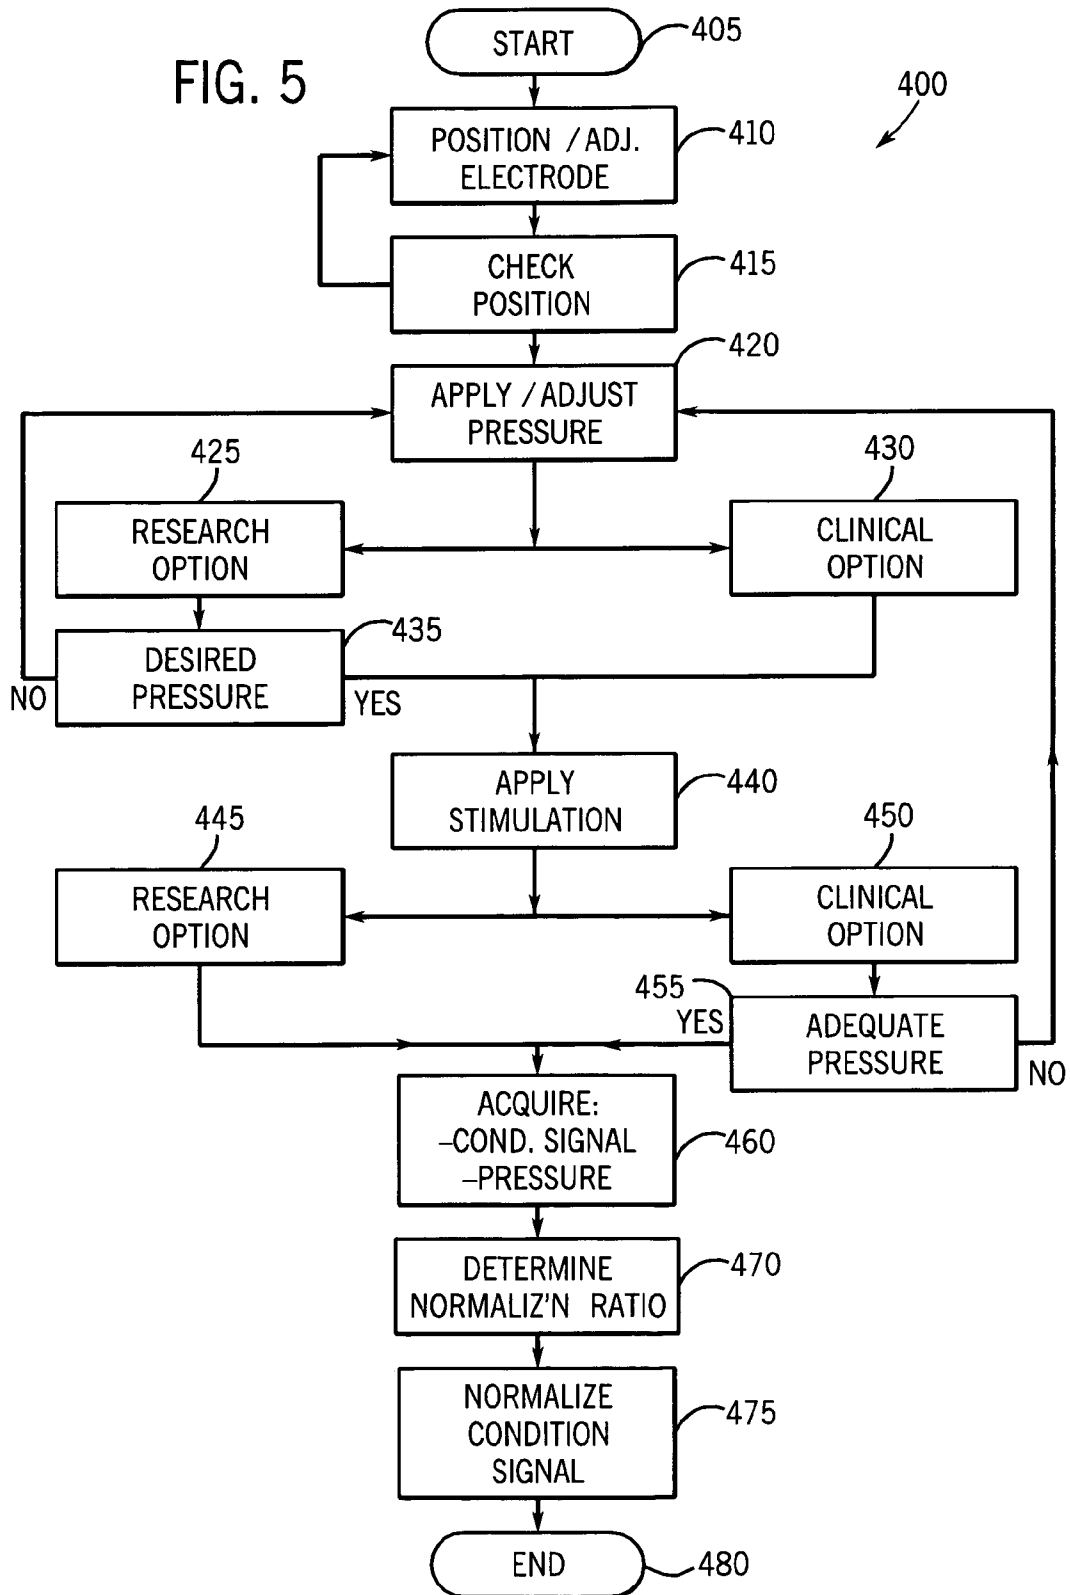 FIG. 5
START
405
400
POSITION / ADJ.
ELECTRODE
410
CHECK
POSITION
415
420
APPLY / ADJUST
PRESSURE
425
430
RESEARCH
OPTION
CLINICAL
OPTION
435
DESIRED
PRESSURE
NO
YES
APPLY
STIMULATION
440
445
450
RESEARCH
OPTION
CLINICAL
OPTION
455
YES
ADEQUATE
PRESSURE
NO
ACQUIRE:
–COND. SIGNAL
–PRESSURE
460
DETERMINE
NORMALIZ'N RATIO
470
NORMALIZE
CONDITION
SIGNAL
475
END
480